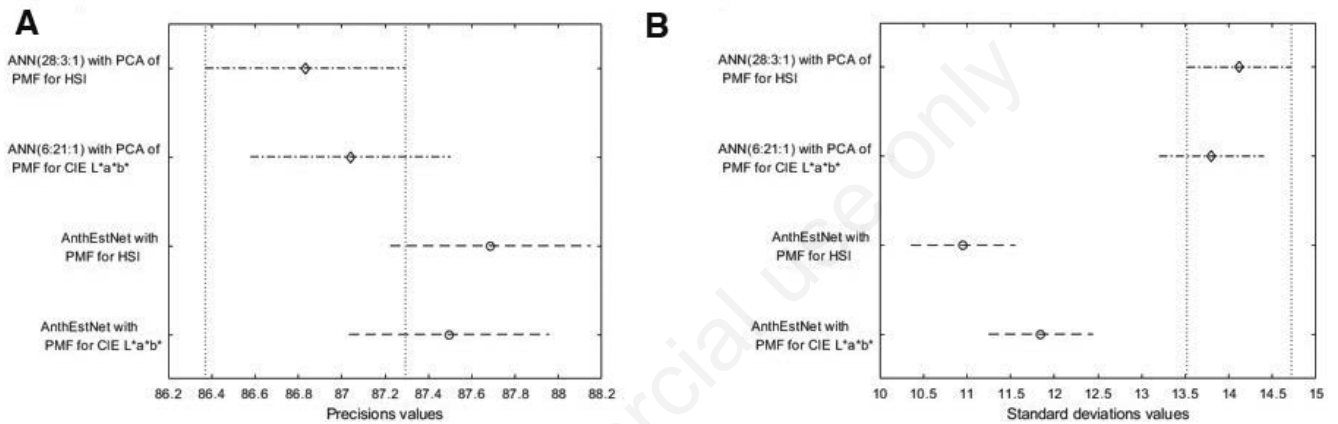 A
ANN(28:3:1) with PCA of
PMF for HSI
ANN(6:21:1) with PCA of
PMF for CIE L*a*b*
AnthEstNet with
PMF for HSI
AnthEstNet with
PMF for CIE L*a*b*
86.2 86.4 86.6 86.8 87 87.2 87.4 87.6 87.8 88 88.2
Precisions values
B
ANN(28:3:1) with PCA of
PMF for HSI
ANN(6:21:1) with PCA of
PMF for CIE L*a*b*
AnthEstNet with
PMF for HSI
AnthEstNet with
PMF for CIE L*a*b*
10 10.5 11 11.5 12 12.5 13 13.5 14 14.5 15
Standard deviations values
rcial use only